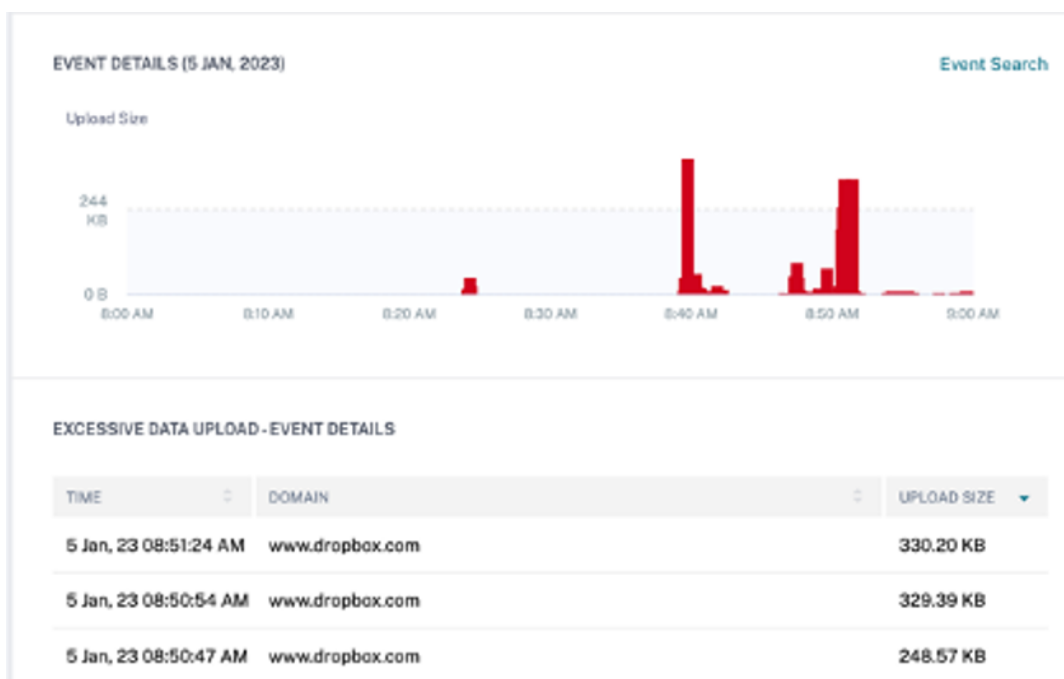 EVENT DETAILS (5 JAN, 2023) Event Search
Upload Size
244
KB
0 B
8:00 AM 8:10 AM 8:20 AM 8:30 AM 8:40 AM 8:50 AM 9:00 AM
EXCESSIVE DATA UPLOAD - EVENT DETAILS
TIME DOMAIN UPLOAD SIZE
5 Jan, 23 08:51:24 AM www.dropbox.com 330.20 KB
5 Jan, 23 08:50:54 AM www.dropbox.com 329.39 KB
5 Jan, 23 08:50:47 AM www.dropbox.com 248.57 KB